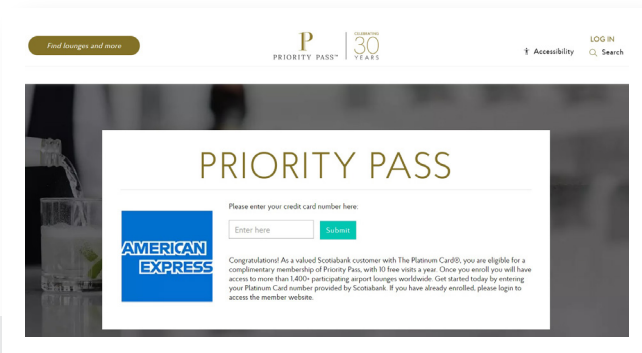 Find lounges and more
P
PRIORITY PASS™
CELEBRATING
30
YEARS
LOG IN
Accessibility
Search
PRIORITY PASS
Please enter your credit card number here:
Enter here
Submit
AMERICAN
EXPRESS
Congratulations! As a valued Scotiabank customer with The Platinum Card®, you are eligible for a
complimentary membership of Priority Pass, with 10 free visits a year. Once you enroll you will have
access to more than 1,400+ participating airport lounges worldwide. Get started today by entering
your Platinum Card number provided by Scotiabank. If you have already enrolled, please login to
access the member website.